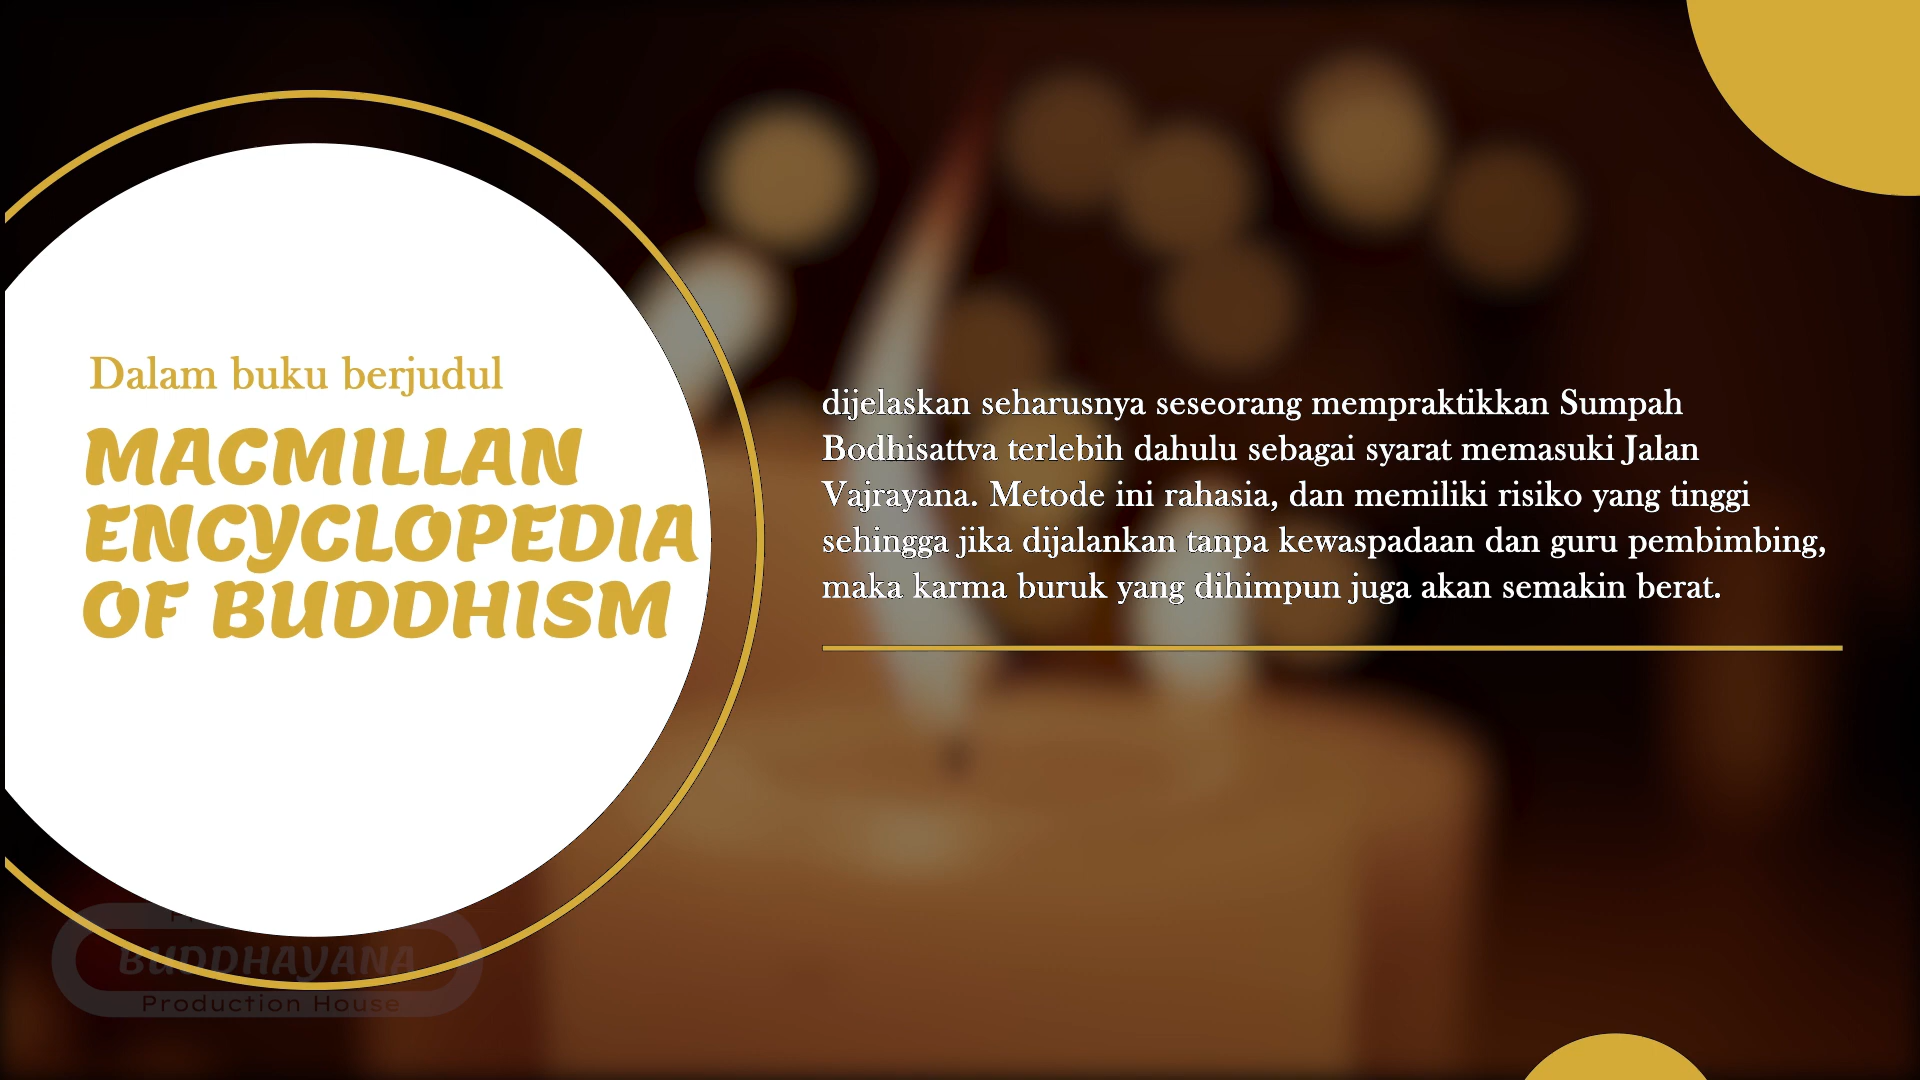 Dalam buku berjudul
MACMILLAN
ENCYCLOPEDIA
OF BUDDHISM
dijelaskan seharusnya seseorang mempraktikkan Sumpah
Bodhisattva terlebih dahulu sebagai syarat memasuki Jalan
Vajrayana. Metode ini rahasia, dan memiliki risiko yang tinggi
sehingga jika dijalankan tanpa kewaspadaan dan guru pembimbing,
maka karma buruk yang dihimpun juga akan semakin berat.
BUDDHAYANA
Production House